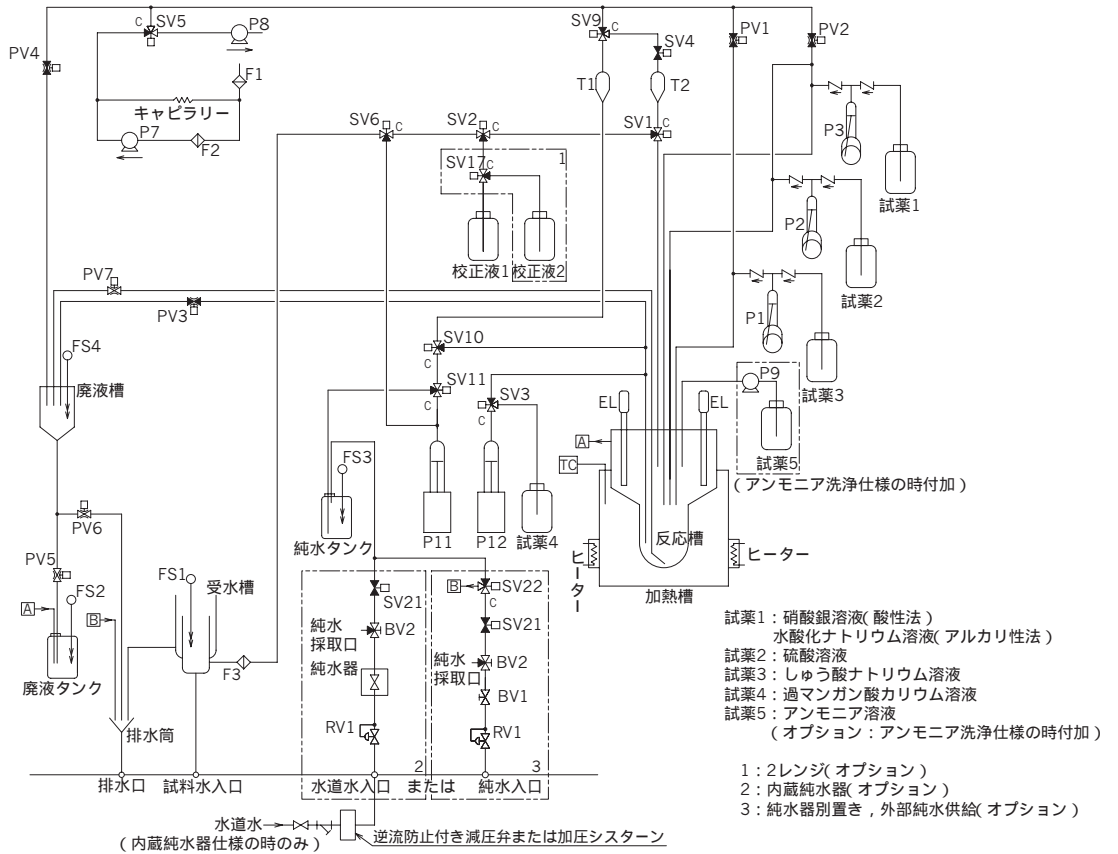 C
SV5
P8
PV4
F1
キャピラリー
P7
F2
SV9
C
SV4
T1
T2
PV1
PV2
SV6
C
SV2
C
SV1
C
P3
試薬1
SV17
C
1
校正液1
校正液2
P2
試薬2
PV7
PV3
P1
試薬3
FS4
廃液槽
SV10
C
SV11
C
SV3
C
P9
試薬5
(アンモニア洗浄仕様の時付加)
EL
EL
A
TC
FS3
純水タンク
P11
P12
試薬4
反応槽
ヒーター
ヒーター
加熱槽
PV6
PV5
FS2
A
廃液タンク
B
FS1
受水槽
F3
排水筒
排水口
試料水入口
SV21
純水
採取口
BV2
純水器
RV1
2
水道水入口
または
B
SV22
C
SV21
純水
採取口
BV2
BV1
RV1
3
純水入口
水道水
(内蔵純水器仕様の時のみ)
逆流防止付き減圧弁または加圧システーン
試薬1:硝酸銀溶液(酸性法)
水酸化ナトリウム溶液(アルカリ性法)
試薬2:硫酸溶液
試薬3:しゅう酸ナトリウム溶液
試薬4:過マンガン酸カリウム溶液
試薬5:アンモニア溶液
(オプション:アンモニア洗浄仕様の時付加)
1:2レンジ(オプション)
2:内蔵純水器(オプション)
3:純水器別置き,外部純水供給(オプション)